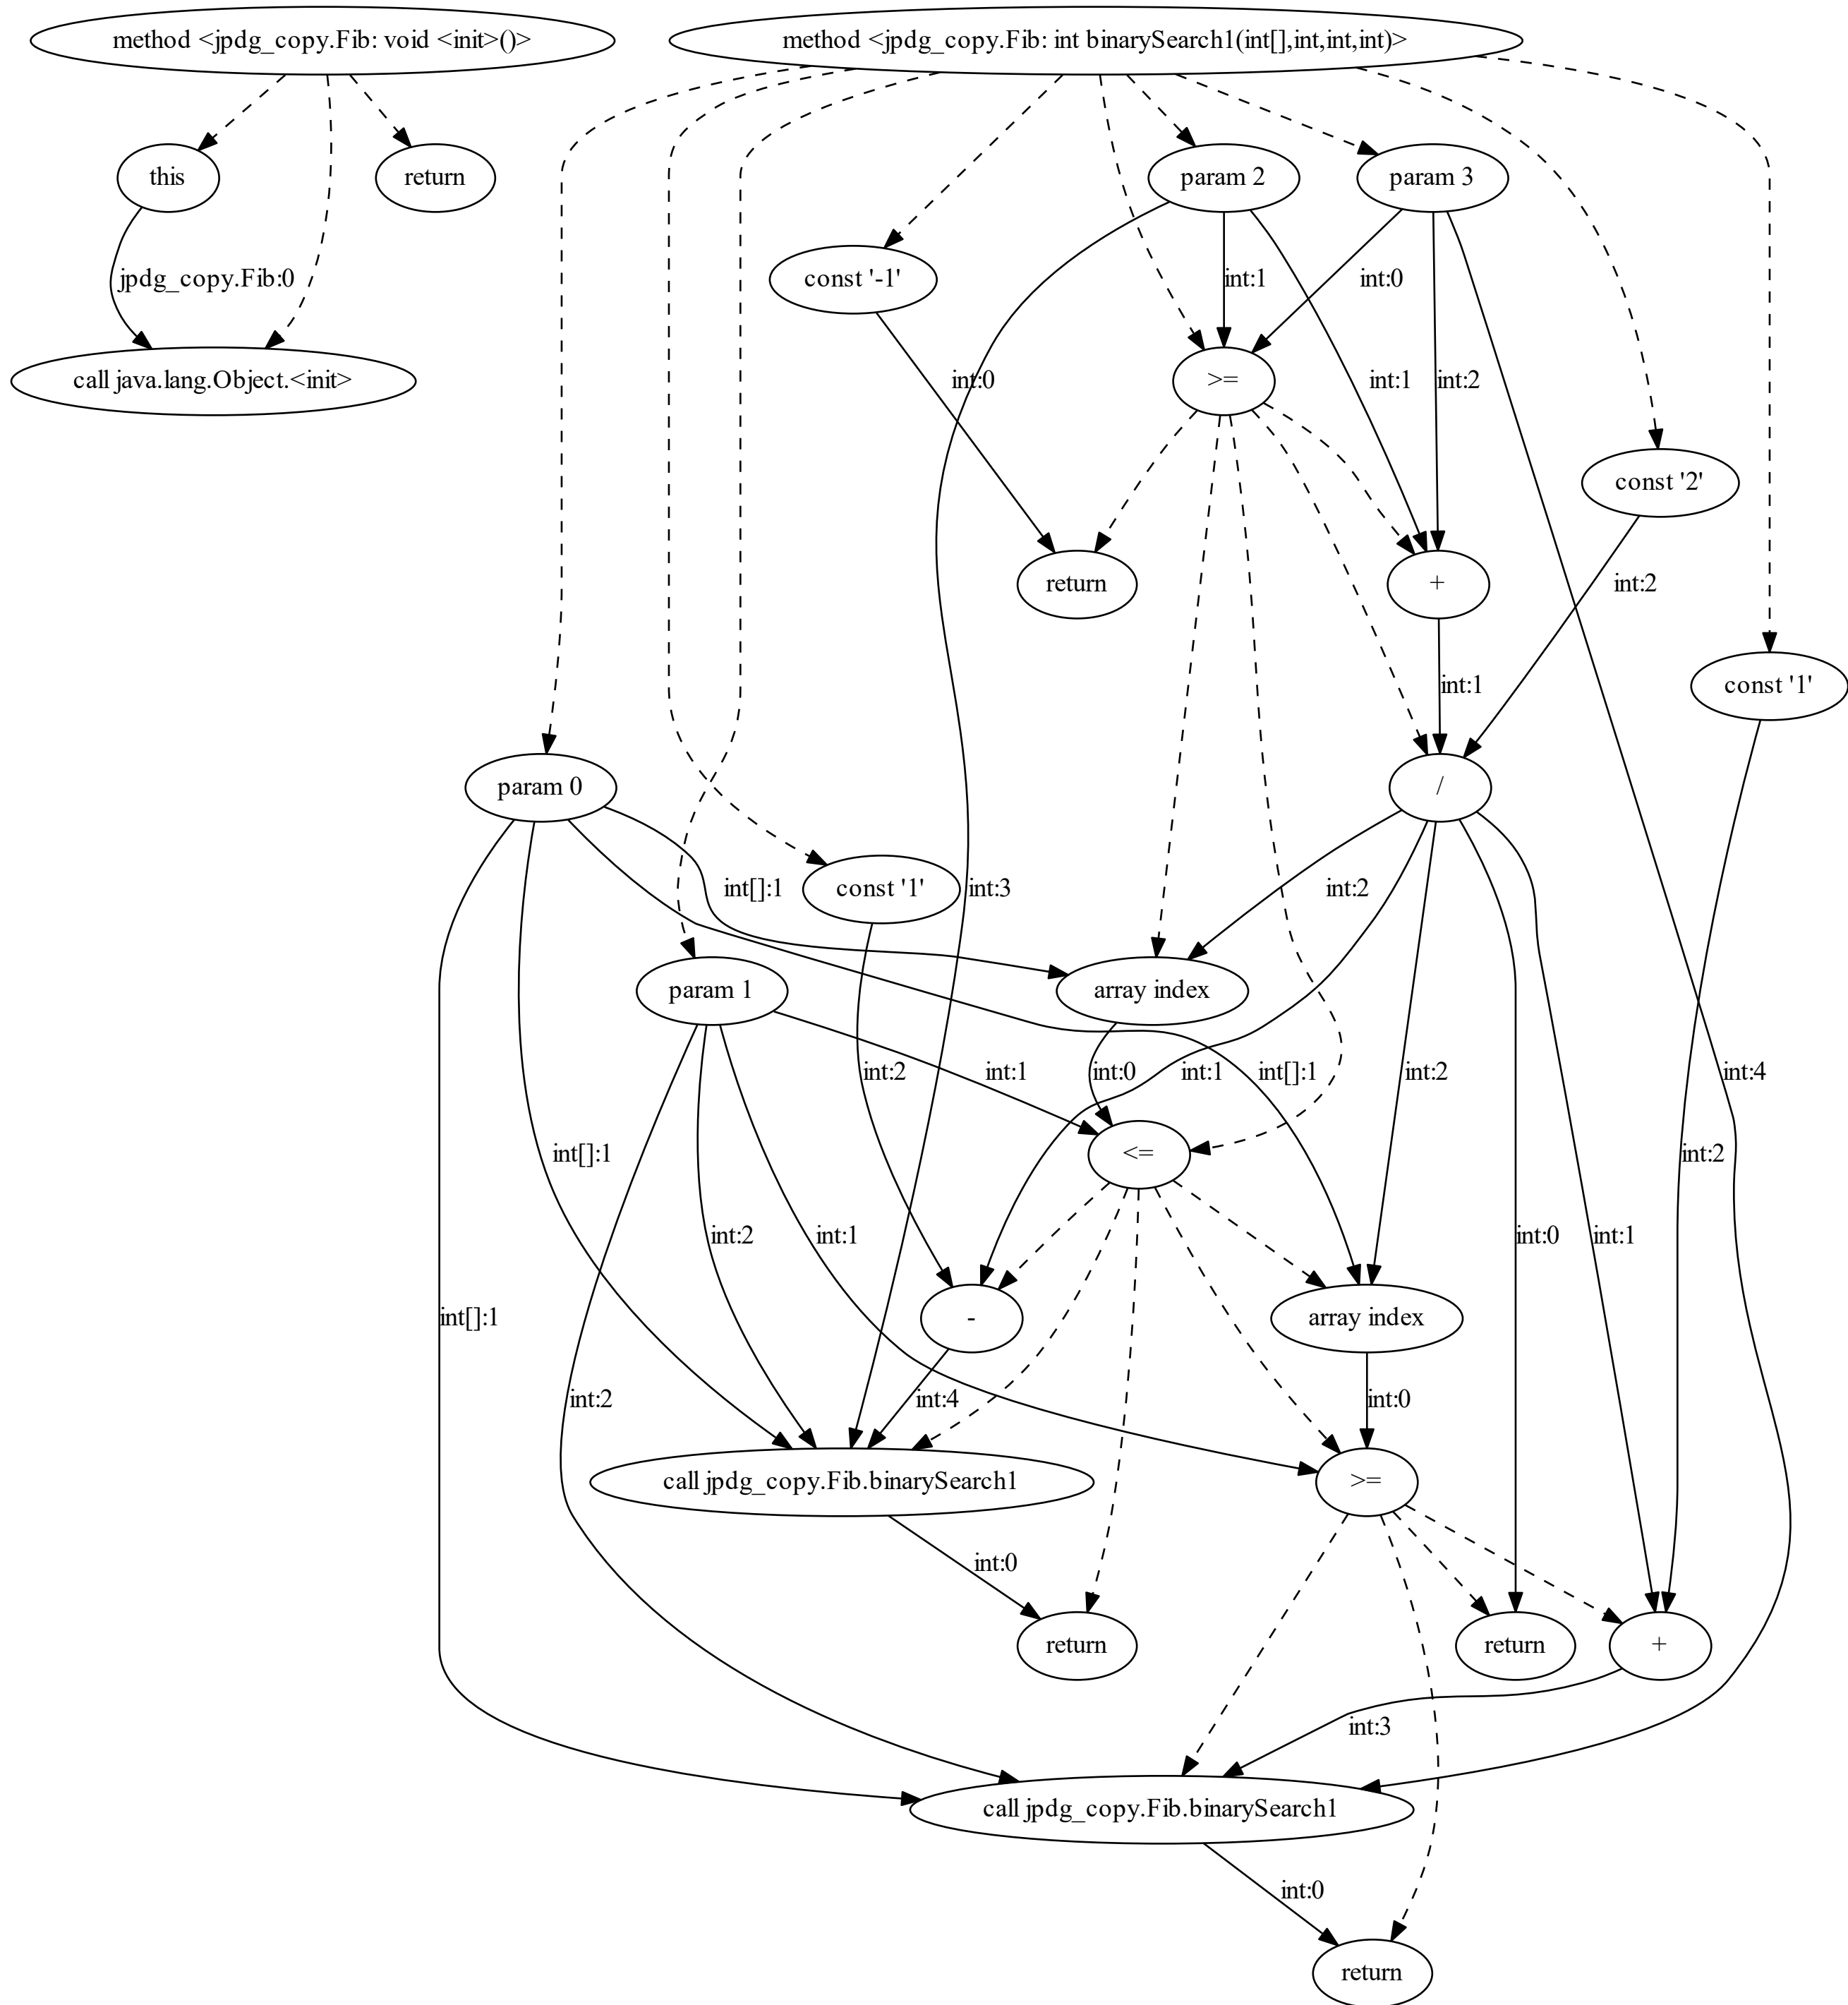 method <jpdg_copy.Fib: void <init>()>
method <jpdg_copy.Fib: int binarySearch1(int[],int,int,int)>
this
return
param 2
param 3
jpdg_copy.Fib:0
const '-1'
int:1
int:0
call java.lang.Object.<init>
int:0
>=
int:1
int:2
const '2'
return
+
int:2
int:1
const '1'
param 0
/
int[]:1
const '1'
int:3
int:2
param 1
array index
int:2
int:1
int:0
int:1
int[]:1
int:2
int:4
int[]:1
<=
int:2
int:2
int:1
int:0
int:1
int[]:1
-
array index
int:2
int:4
int:0
call jpdg_copy.Fib.binarySearch1
>=
int:0
return
return
+
int:3
call jpdg_copy.Fib.binarySearch1
int:0
return